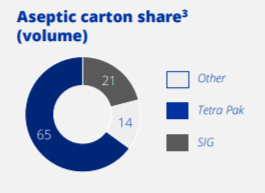 Aseptic carton share³
(volume)
21
Other
14
Tetra Pak
65
SIG